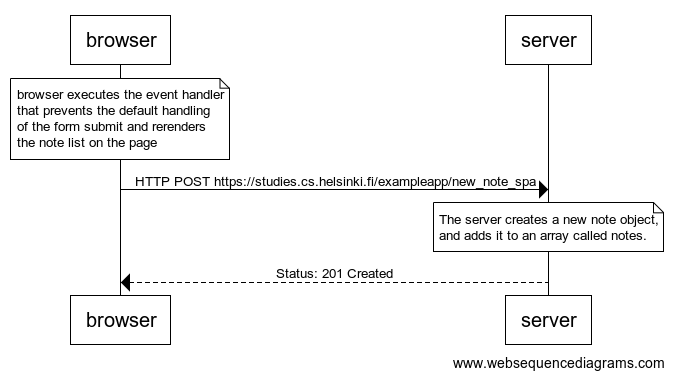 browser
server
browser executes the event handler
that prevents the default handling
of the form submit and rerenders
the note list on the page
HTTP POST https://studies.cs.helsinki.fi/exampleapp/new_note_spa
The server creates a new note object,
and adds it to an array called notes.
Status: 201 Created
browser
server
www.websequencediagrams.com